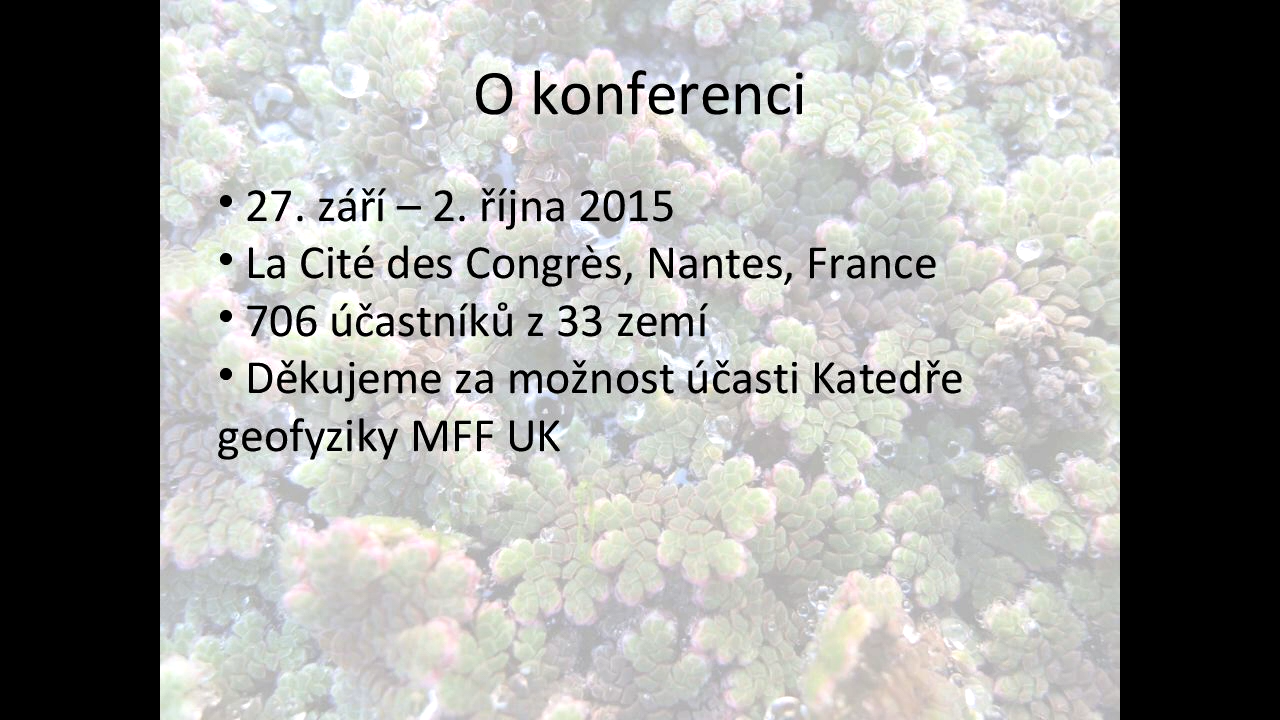 O konferenci
• 27. září – 2. října 2015
• La Cité des Congrès, Nantes, France
• 706 účastníků z 33 zemí
• Děkujeme za možnost účasti Katedře
geofyziky MFF UK